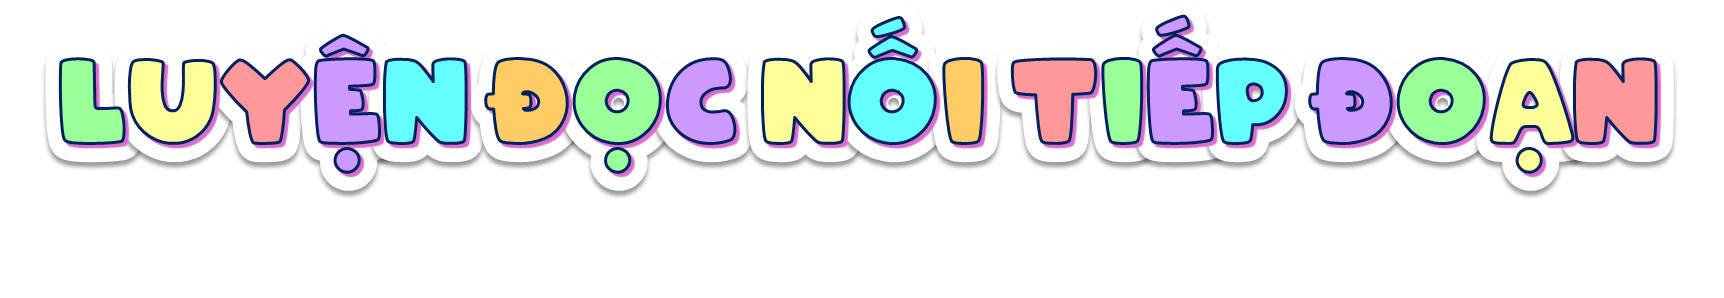 LUYỆN ĐỌC NỐI TIẾP ĐOẠN